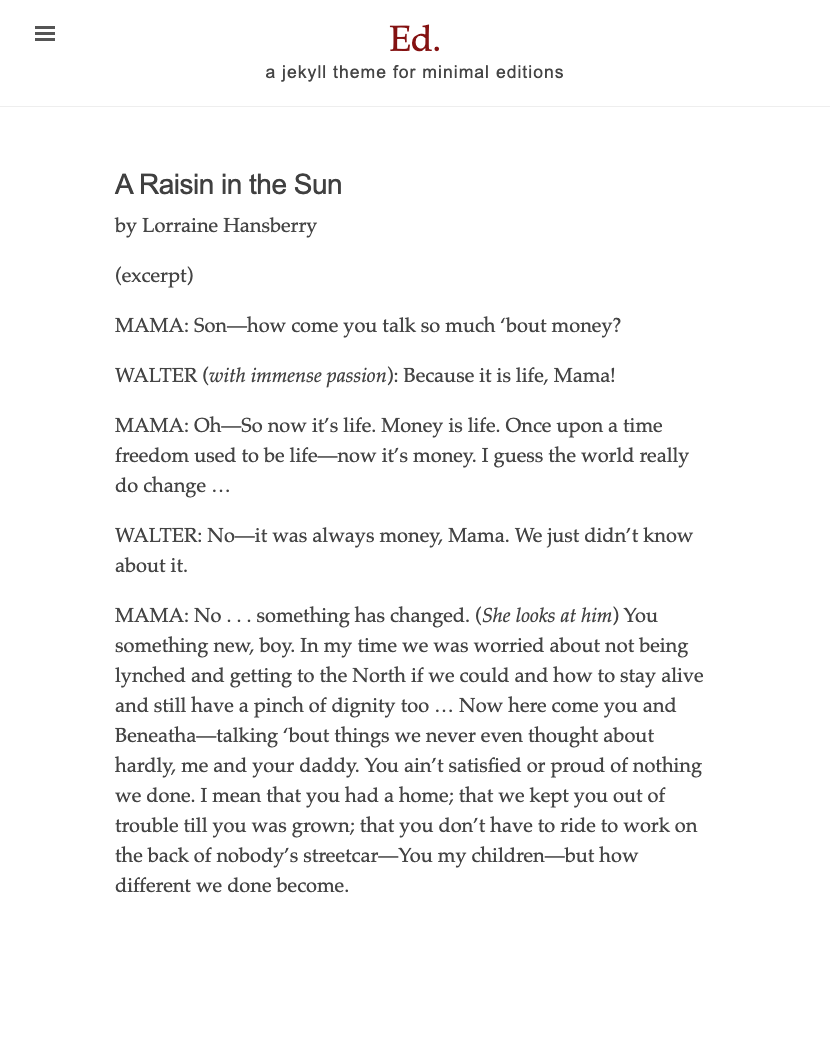 Ed.
a jekyll theme for minimal editions
A Raisin in the Sun
by Lorraine Hansberry
(excerpt)
MAMA: Son—how come you talk so much ‘bout money?
WALTER (with immense passion): Because it is life, Mama!
MAMA: Oh—So now it’s life. Money is life. Once upon a time
freedom used to be life—now it’s money. I guess the world really
do change …
WALTER: No—it was always money, Mama. We just didn’t know
about it.
MAMA: No . . . something has changed. (She looks at him) You
something new, boy. In my time we was worried about not being
lynched and getting to the North if we could and how to stay alive
and still have a pinch of dignity too … Now here come you and
Beneatha—talking ‘bout things we never even thought about
hardly, me and your daddy. You ain’t satisfied or proud of nothing
we done. I mean that you had a home; that we kept you out of
trouble till you was grown; that you don’t have to ride to work on
the back of nobody’s streetcar—You my children—but how
different we done become.